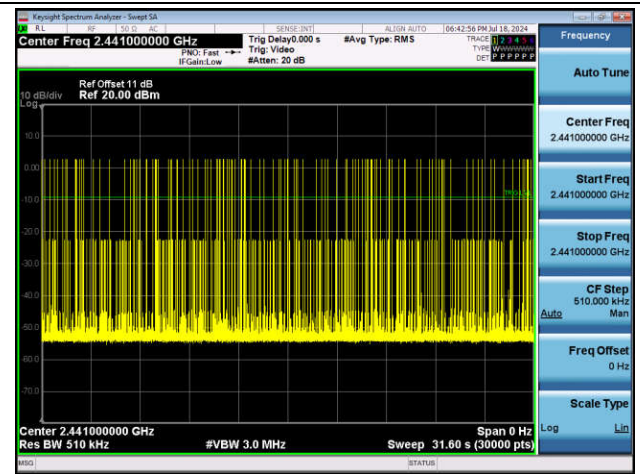 Keysight Spectrum Analyzer - Swept SA
RL RF 50 Ω AC SENSE:INT ALIGN AUTO 06:42:56 PM Jul 18, 2024
Center Freq 2.441000000 GHz
PNO: Fast
IFGain:Low
Trig Delay0.000 s
Trig: Video
#Atten: 20 dB
#Avg Type: RMS
TRACE 1 2 3 4 5 6
TYPE WWWWWW
DET P P P P P P
Ref Offset 11 dB
10 dB/div Ref 20.00 dBm
Log
10.0
0.00
-10.0
-20.0
-30.0
-40.0
-50.0
-60.0
-70.0
Center 2.441000000 GHz Span 0 Hz
Res BW 510 kHz #VBW 3.0 MHz Sweep 31.60 s (30000 pts)
MSG STATUS
Frequency
Auto Tune
Center Freq
2.441000000 GHz
Start Freq
2.441000000 GHz
Stop Freq
2.441000000 GHz
CF Step
510.000 kHz
Auto Man
Freq Offset
0 Hz
Scale Type
Log Lin